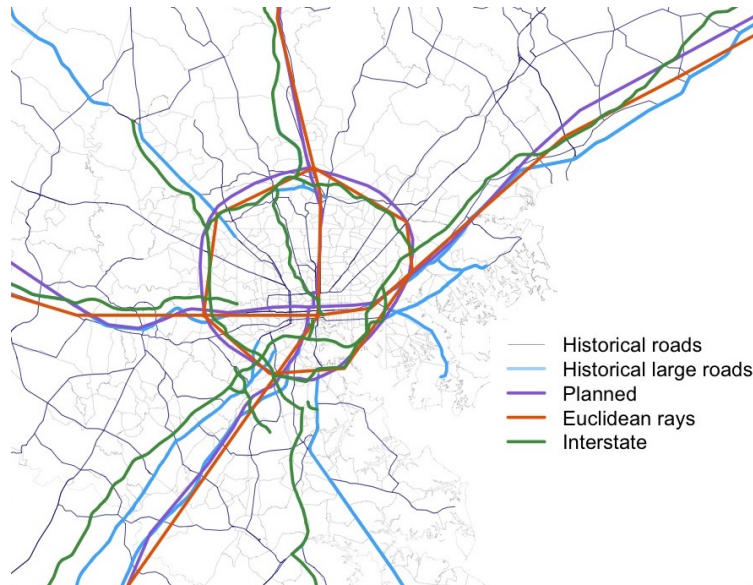 Historical roads
Historical large roads
Planned
Euclidean rays
Interstate